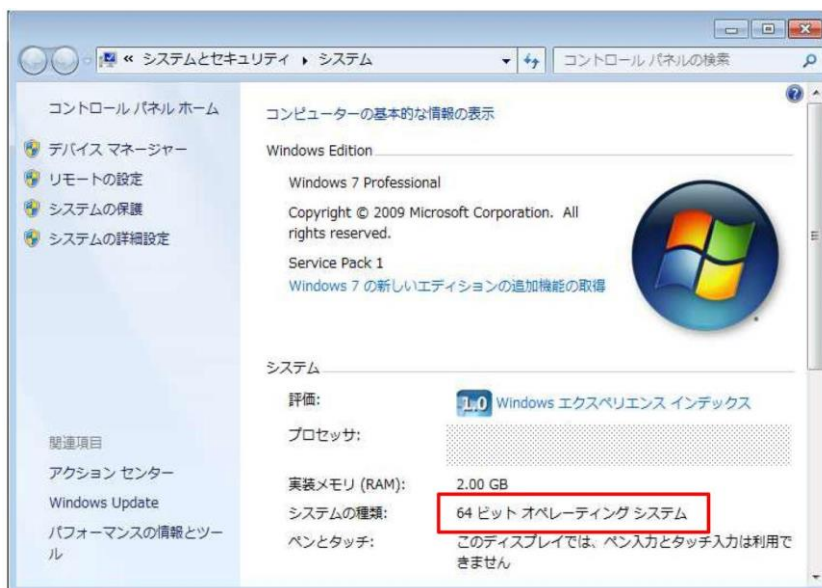 « システムとセキュリティ ▸ システム
コントロール パネルの検索
コントロール パネル ホーム
デバイス マネージャー
リモートの設定
システムの保護
システムの詳細設定
関連項目
アクション センター
Windows Update
パフォーマンスの情報とツー
ル
コンピューターの基本的な情報の表示
Windows Edition
Windows 7 Professional
Copyright © 2009 Microsoft Corporation. All
rights reserved.
Service Pack 1
Windows 7 の新しいエディションの追加機能の取得
システム
評価: 1.0 Windows エクスペリエンス インデックス
プロセッサ:
実装メモリ (RAM): 2.00 GB
システムの種類: 64 ビット オペレーティング システム
ペンとタッチ: このディスプレイでは、ペン入力とタッチ入力は利用で
きません